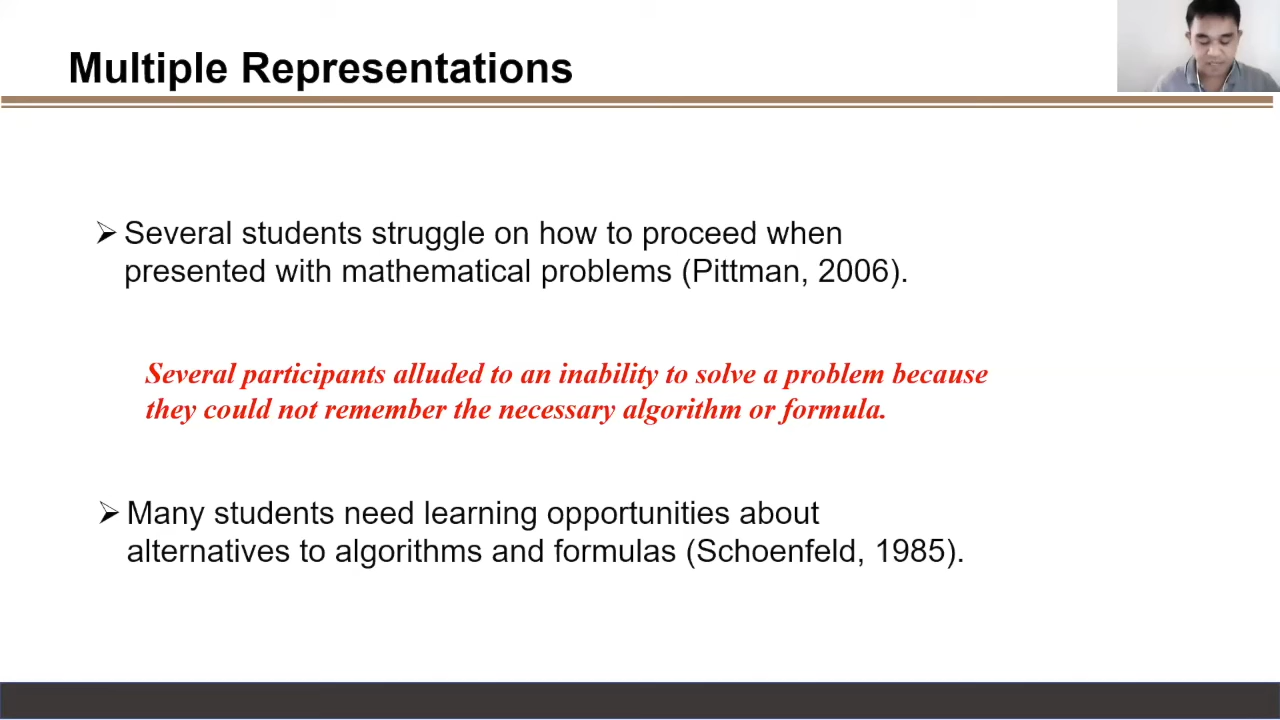 Multiple Representations
➢ Several students struggle on how to proceed when
presented with mathematical problems (Pittman, 2006).
Several participants alluded to an inability to solve a problem because
they could not remember the necessary algorithm or formula.
➢ Many students need learning opportunities about
alternatives to algorithms and formulas (Schoenfeld, 1985).